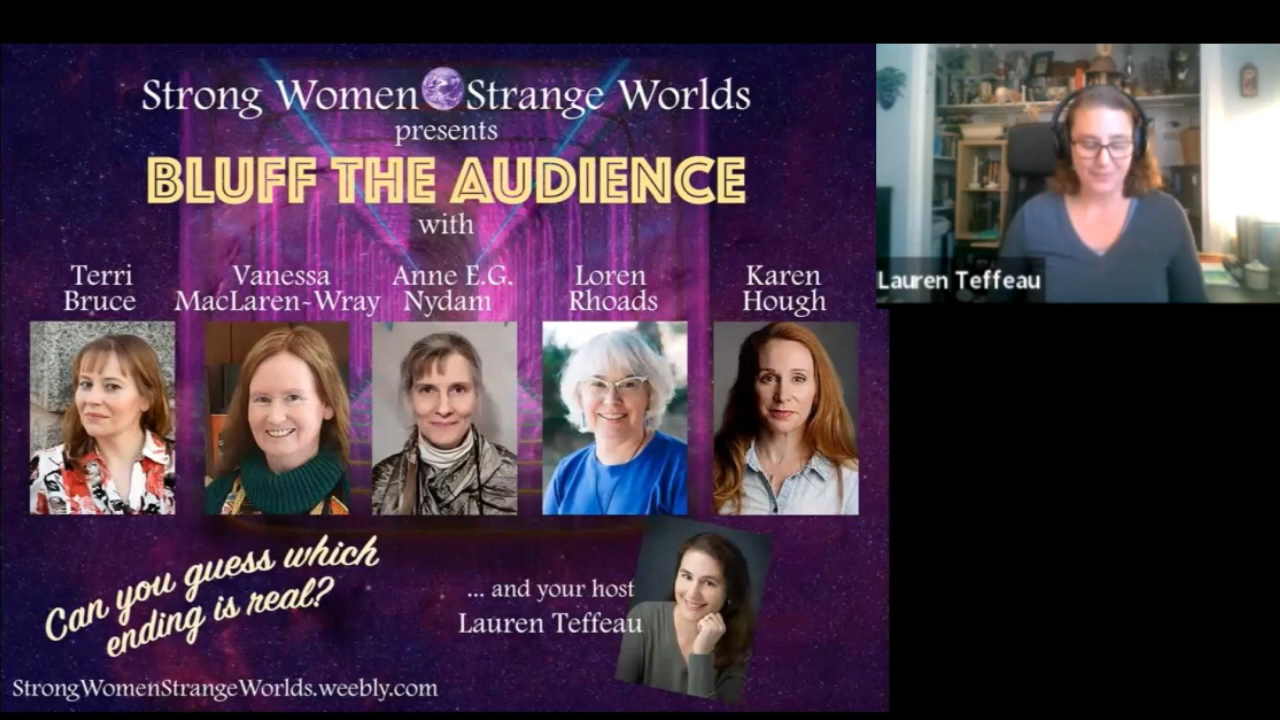 Strong Women Strange Worlds
presents
BLUFF THE AUDIENCE
with
Terri Bruce
Vanessa MacLaren-Wray
Anne E.G. Nydam
Loren Rhoads
Karen Hough
Can you guess which
ending is real?
... and your host
Lauren Teffeau
StrongWomenStrangeWorlds.weebly.com
Lauren Teffeau